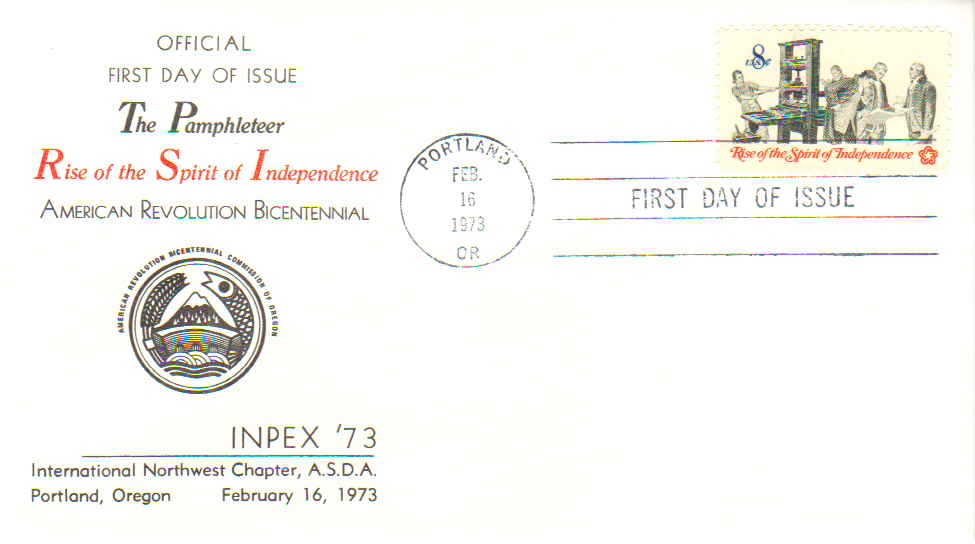 OFFICIAL
FIRST DAY OF ISSUE
The Pamphleteer
Rise of the Spirit of Independence
AMERICAN REVOLUTION BICENTENNIAL
AMERICAN REVOLUTION BICENTENNIAL COMMISSION OF OREGON
INPEX '73
International Northwest Chapter, A.S.D.A.
Portland, Oregon February 16, 1973
PORTLAND
FEB.
16
1973
OR
8c
U.S.
Rise of the Spirit of Independence
FIRST DAY OF ISSUE